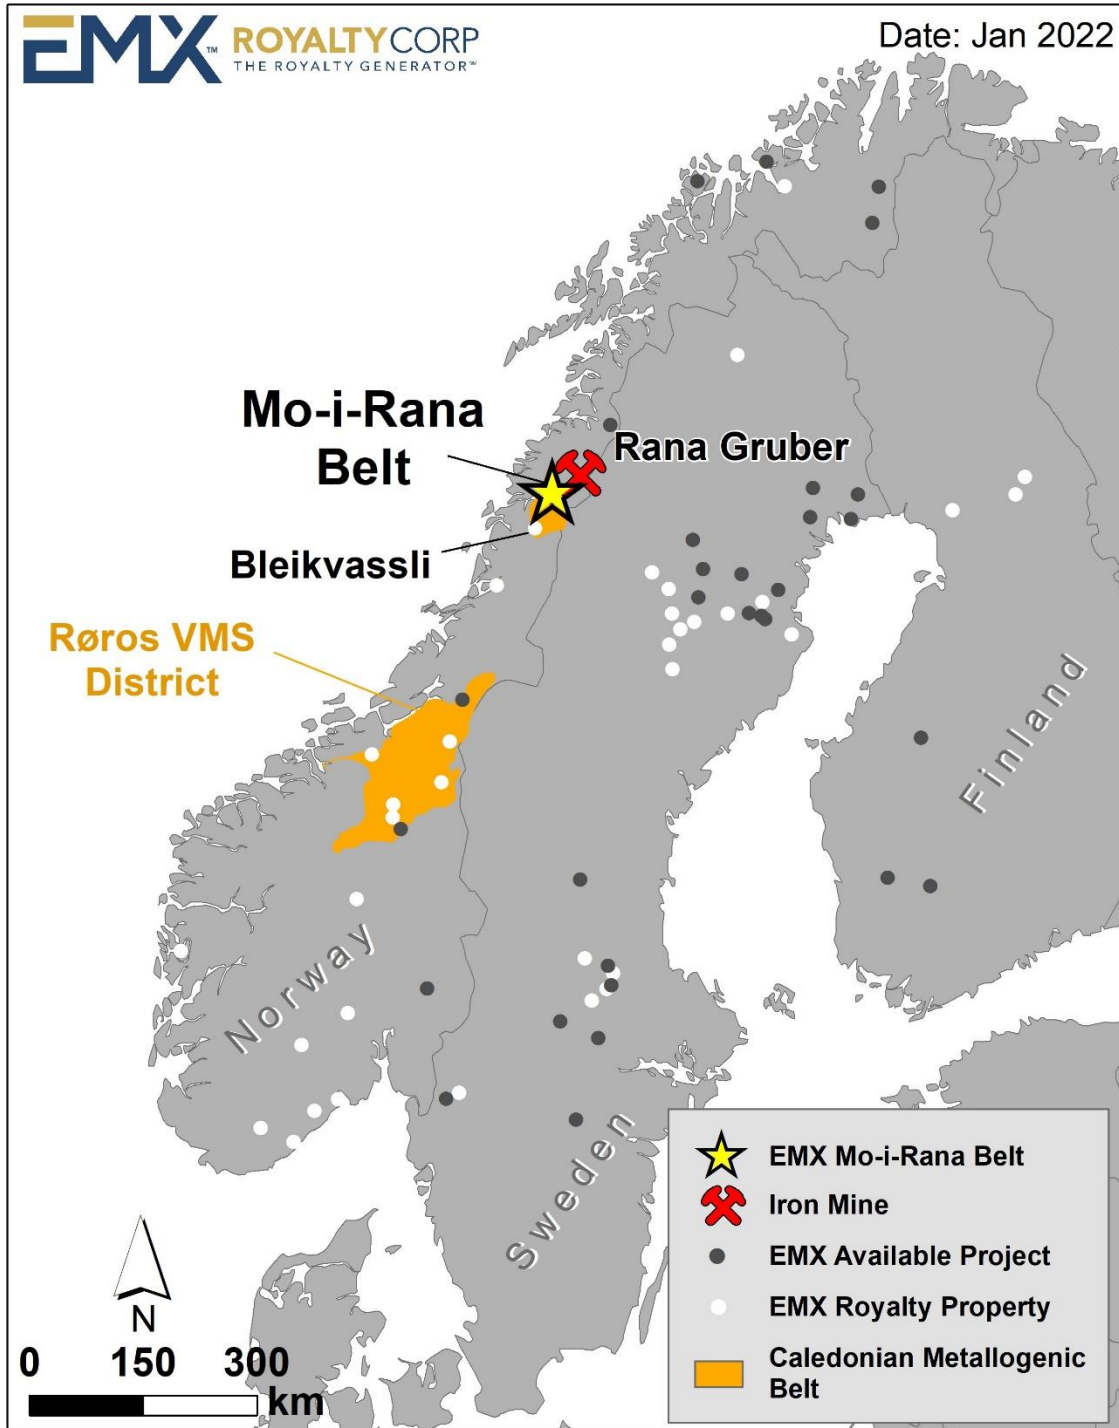 EMX™ ROYALTYCORP
THE ROYALTY GENERATOR™
Date: Jan 2022
Mo-i-Rana
Belt
Rana Gruber
Bleikvassli
Røros VMS
District
Finland
Norway
Sweden
N
0 150 300
km
EMX Mo-i-Rana Belt
Iron Mine
EMX Available Project
EMX Royalty Property
Caledonian Metallogenic
Belt